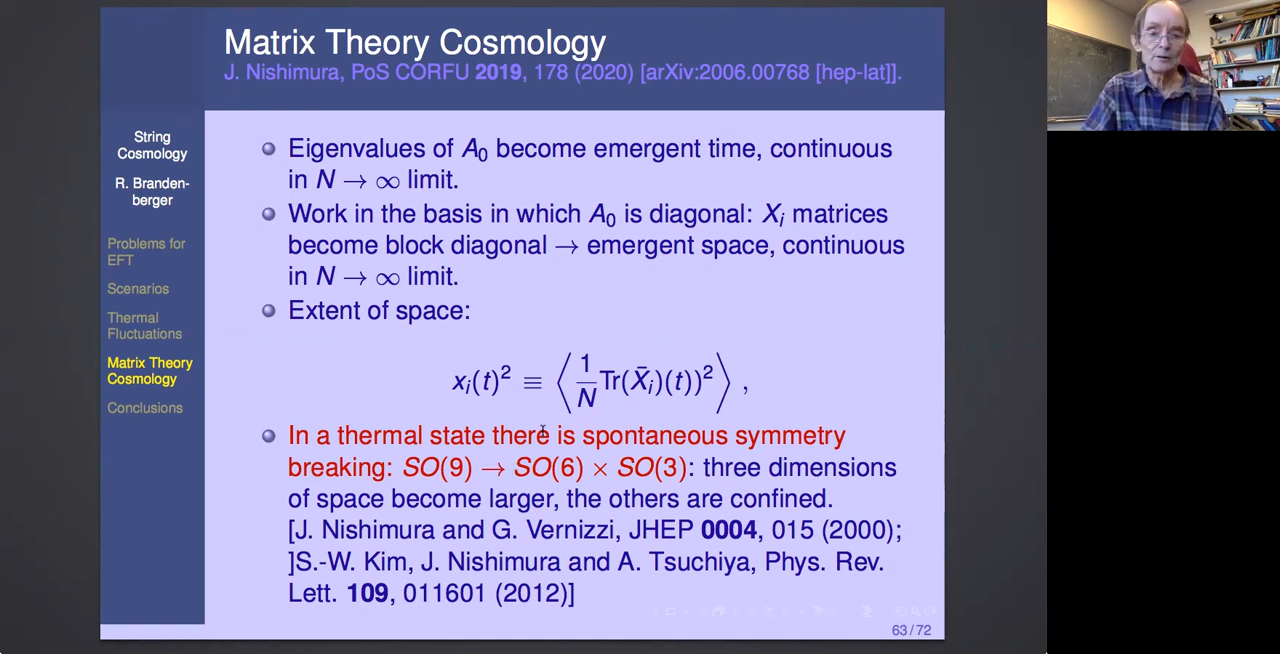 Matrix Theory Cosmology
J. Nishimura, PoS CORFU 2019, 178 (2020) [arXiv:2006.00768 [hep-lat]].
String
Cosmology
R. Branden-
berger
Problems for
EFT
Scenarios
Thermal
Fluctuations
Matrix Theory
Cosmology
Conclusions
Eigenvalues of A₀ become emergent time, continuous
in N → ∞ limit.
Work in the basis in which A₀ is diagonal: Xᵢ matrices
become block diagonal → emergent space, continuous
in N → ∞ limit.
Extent of space:
xᵢ(t)² ≡ ⟨ 1/N Tr(X̄ᵢ)(t))² ⟩ ,
In a thermal state there is spontaneous symmetry
breaking: SO(9) → SO(6) × SO(3): three dimensions
of space become larger, the others are confined.
[J. Nishimura and G. Vernizzi, JHEP 0004, 015 (2000);
]S.-W. Kim, J. Nishimura and A. Tsuchiya, Phys. Rev.
Lett. 109, 011601 (2012)]
63/72